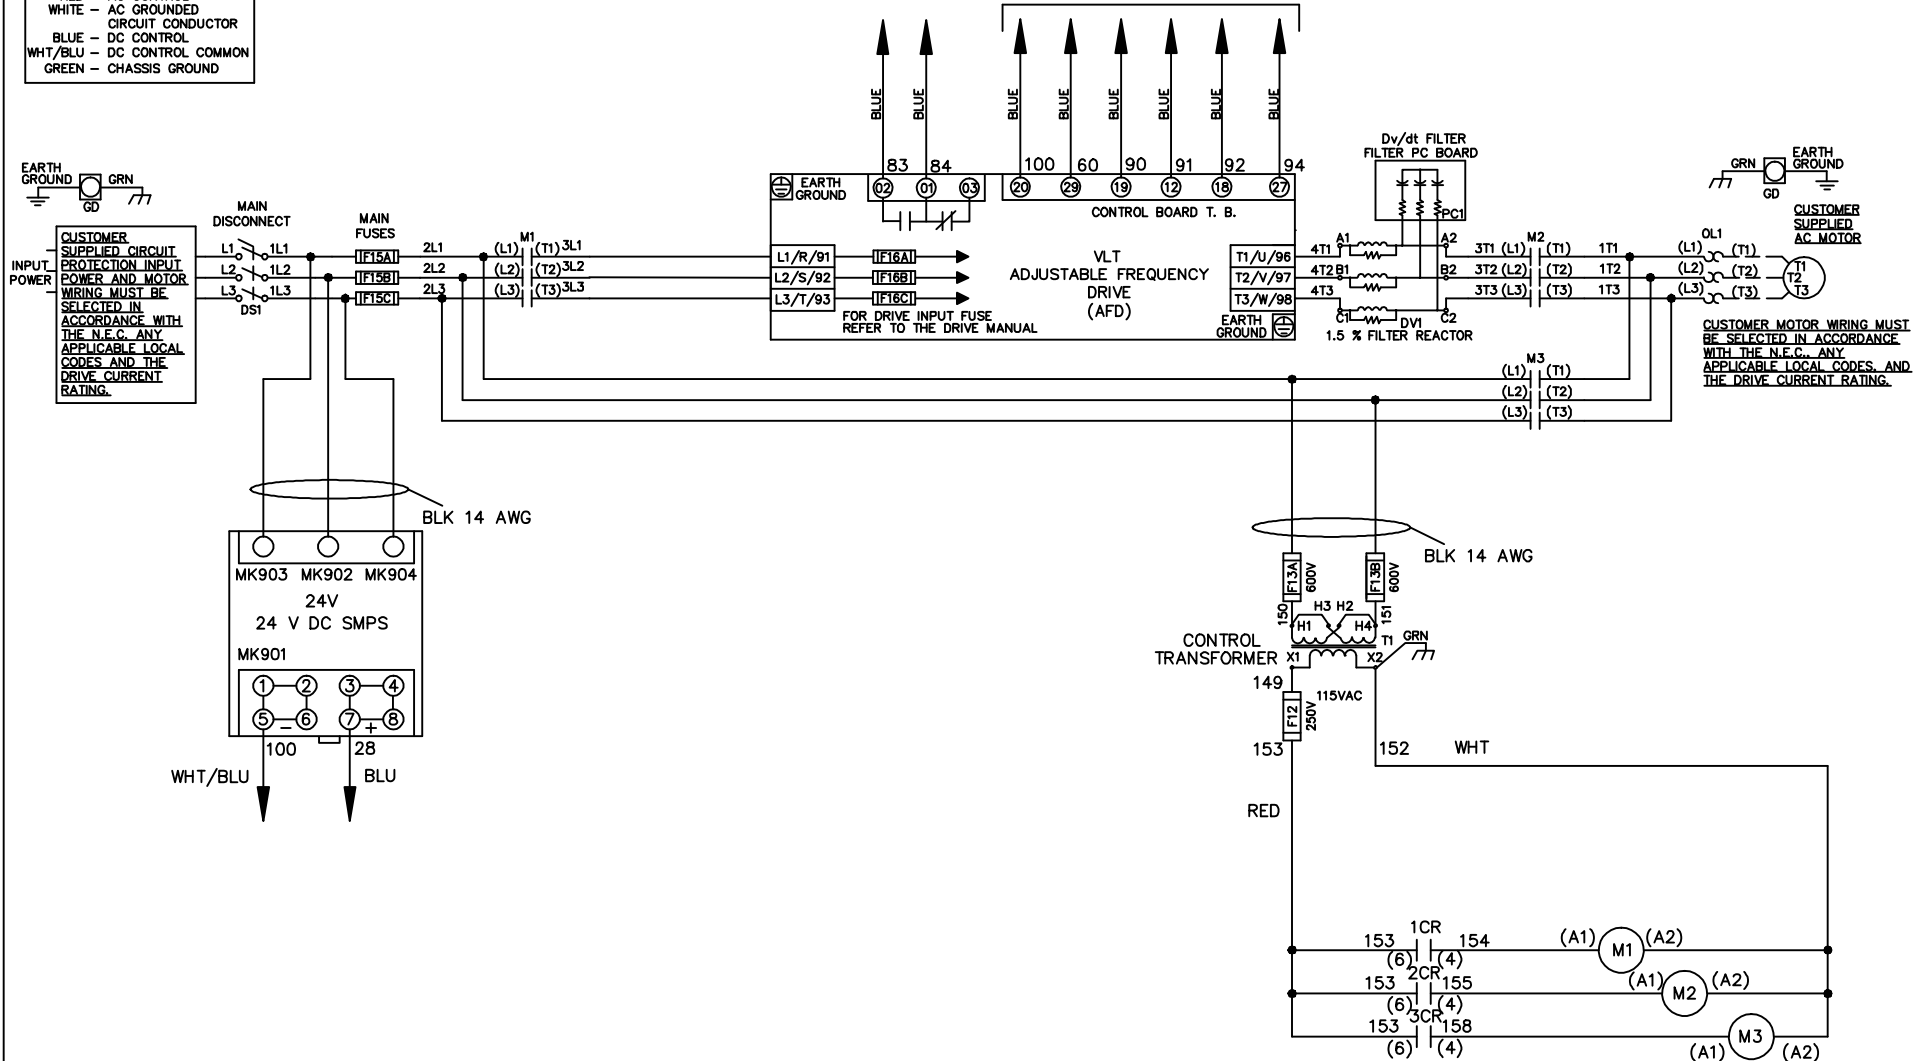 WHITE – AC GROUNDED
CIRCUIT CONDUCTOR
BLUE – DC CONTROL
WHT/BLU – DC CONTROL COMMON
GREEN – CHASSIS GROUND
BLUE
BLUE
BLUE
BLUE
BLUE
BLUE
BLUE
BLUE
83
84
100
60
90
91
92
94
02
01
03
20
29
19
12
18
27
EARTH
GROUND
CONTROL BOARD T. B.
EARTH
GROUND
GRN
GD
MAIN
DISCONNECT
MAIN
FUSES
CUSTOMER
SUPPLIED CIRCUIT
PROTECTION INPUT
POWER AND MOTOR
WIRING MUST BE
SELECTED IN
ACCORDANCE WITH
THE N.E.C. ANY
APPLICABLE LOCAL
CODES AND THE
DRIVE CURRENT
RATING.
INPUT
POWER
L1
1L1
L2
1L2
L3
1L3
DS1
F15A
F15B
F15C
2L1
2L2
2L3
M1
(L1) (T1) 3L1
(L2) (T2) 3L2
(L3) (T3) 3L3
L1/R/91
L2/S/92
L3/T/93
F16A
F16B
F16C
FOR DRIVE INPUT FUSE
REFER TO THE DRIVE MANUAL
VLT
ADJUSTABLE FREQUENCY
DRIVE
(AFD)
T1/U/96
T2/V/97
T3/W/98
EARTH
GROUND
Dv/dt FILTER
FILTER PC BOARD
PC1
4T1
A1
A2
4T2
B1
B2
4T3
C1
C2
DV1
1.5 % FILTER REACTOR
M2
3T1 (L1) (T1) 1T1
3T2 (L2) (T2) 1T2
3T3 (L3) (T3) 1T3
OL1
(L1) (T1)
(L2) (T2)
(L3) (T3)
GRN
GD
EARTH
GROUND
CUSTOMER
SUPPLIED
AC MOTOR
T1
T2
T3
CUSTOMER MOTOR WIRING MUST
BE SELECTED IN ACCORDANCE
WITH THE N.E.C., ANY
APPLICABLE LOCAL CODES, AND
THE DRIVE CURRENT RATING.
M3
(L1) (T1)
(L2) (T2)
(L3) (T3)
BLK 14 AWG
MK903 MK902 MK904
24V
24 V DC SMPS
MK901
1
2
3
4
5
–
6
7
+
8
100
28
WHT/BLU
BLU
BLK 14 AWG
F13A
600V
F13B
600V
150
151
H3 H2
H1
H4
T1
GRN
CONTROL
TRANSFORMER
X1
X2
149
115VAC
F12
250V
153
152
WHT
RED
1CR
153
154
(6) (4)
(A1) M1 (A2)
2CR
153
155
(6) (4)
(A1) M2 (A2)
3CR
153
158
(6) (4)
(A1) M3 (A2)